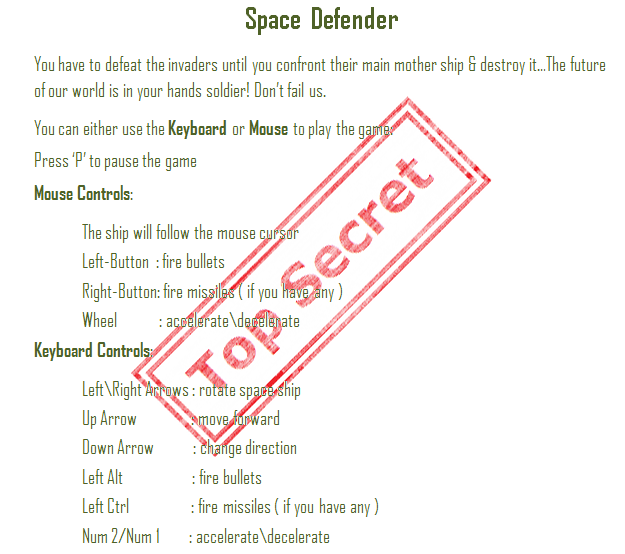 Space Defender
You have to defeat the invaders until you confront their main mother ship & destroy it...The future
of our world is in your hands soldier! Don't fail us.
You can either use the Keyboard or Mouse to play the game.
Press 'P' to pause the game
Mouse Controls:
The ship will follow the mouse cursor
Left-Button : fire bullets
Right-Button: fire missiles ( if you have any )
Wheel : accelerate\decelerate
Keyboard Controls:
Left\Right Arrows : rotate space ship
Up Arrow : move forward
Down Arrow : change direction
Left Alt : fire bullets
Left Ctrl : fire missiles ( if you have any )
Num 2/Num 1 : accelerate\decelerate
Top Secret